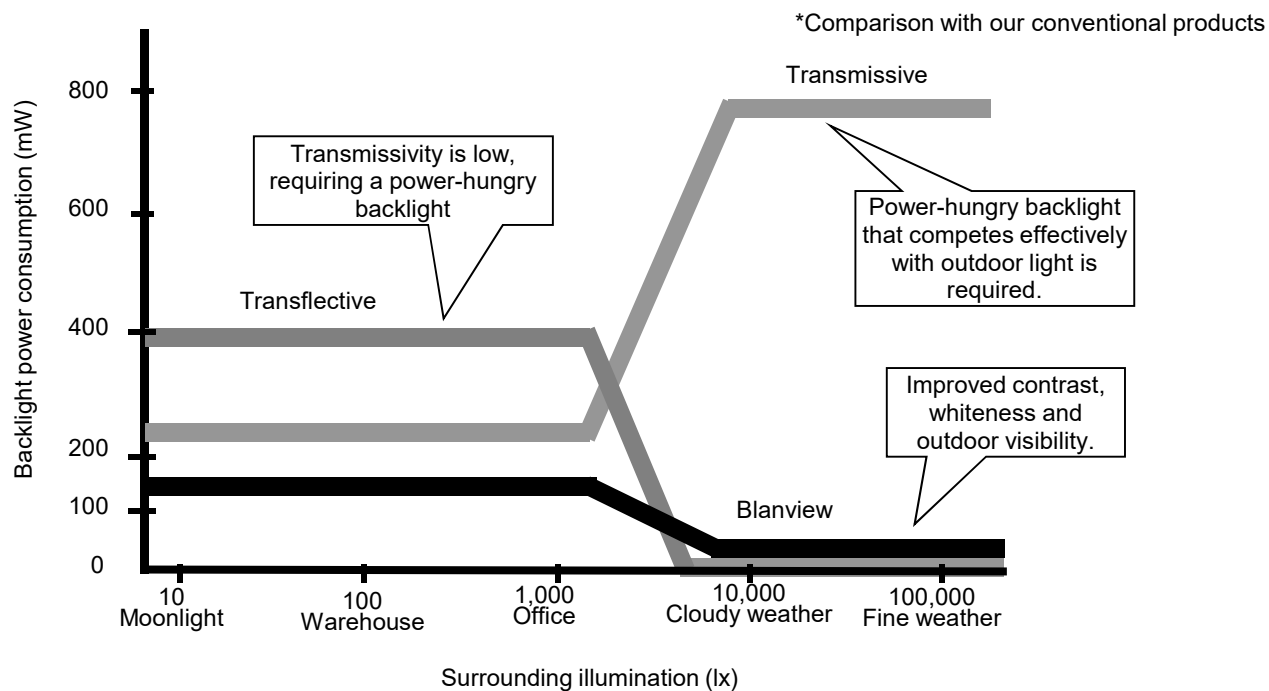 *Comparison with our conventional products
Transmissive
800
Transmissivity is low,
requiring a power-hungry
backlight
Power-hungry backlight
that competes effectively
with outdoor light is
required.
600
Backlight power consumption (mW)
Transflective
400
Improved contrast,
whiteness and
outdoor visibility.
200
100
Blanview
0
10
100
1,000
10,000
100,000
Moonlight
Warehouse
Office
Cloudy weather
Fine weather
Surrounding illumination (lx)